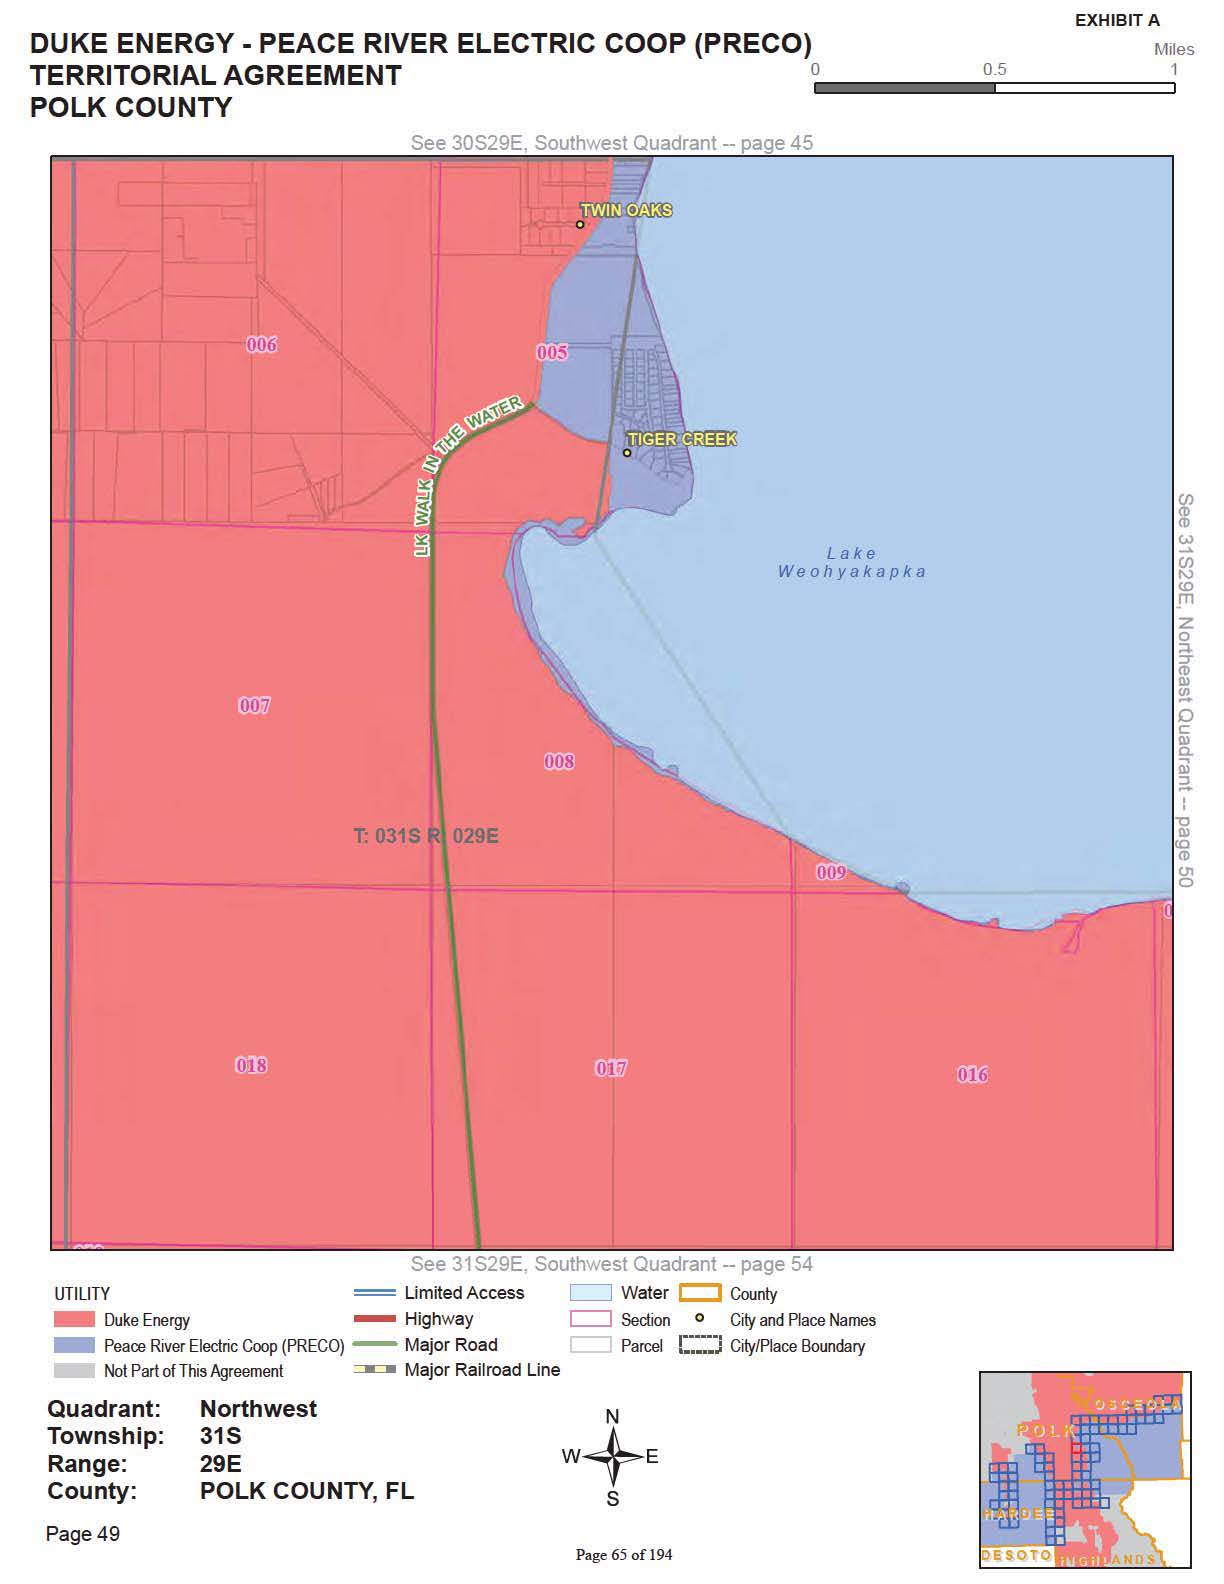 EXHIBIT A
DUKE ENERGY - PEACE RIVER ELECTRIC COOP (PRECO)
TERRITORIAL AGREEMENT
POLK COUNTY
Miles
0 0.5 1
See 30S29E, Southwest Quadrant -- page 45
TWIN OAKS
006
005
LK WALK IN THE WATER
TIGER CREEK
Lake
Weohyakapka
See 31S29E, Northeast Quadrant -- page 50
007
008
T: 031S R: 029E
009
018
017
016
See 31S29E, Southwest Quadrant -- page 54
UTILITY
Duke Energy
Peace River Electric Coop (PRECO)
Not Part of This Agreement
Limited Access
Highway
Major Road
Major Railroad Line
Water
Section
Parcel
County
City and Place Names
City/Place Boundary
Quadrant: Northwest
Township: 31S
Range: 29E
County: POLK COUNTY, FL
N
W E
S
OSCEOLA
POLK
HARDEE
DESOTO
HIGHLANDS
Page 49
Page 65 of 194